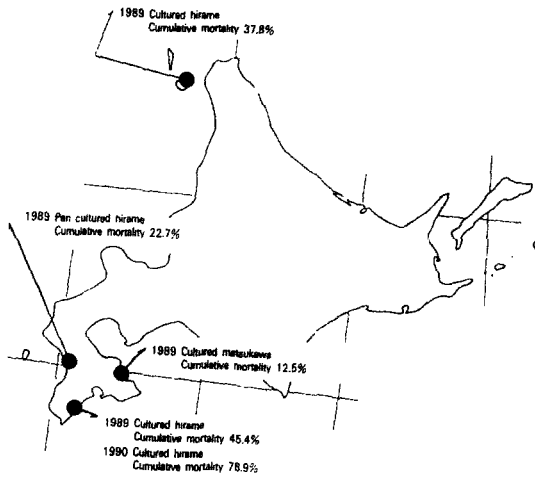 1989 Cultured hirame
Cumulative mortality 37.8%
1989 Pen cultured hirame
Cumulative mortality 22.7%
1989 Cultured matsukawa
Cumulative mortality 12.5%
1989 Cultured hirame
Cumulative mortality 45.4%
1990 Cultured hirame
Cumulative mortality 78.9%